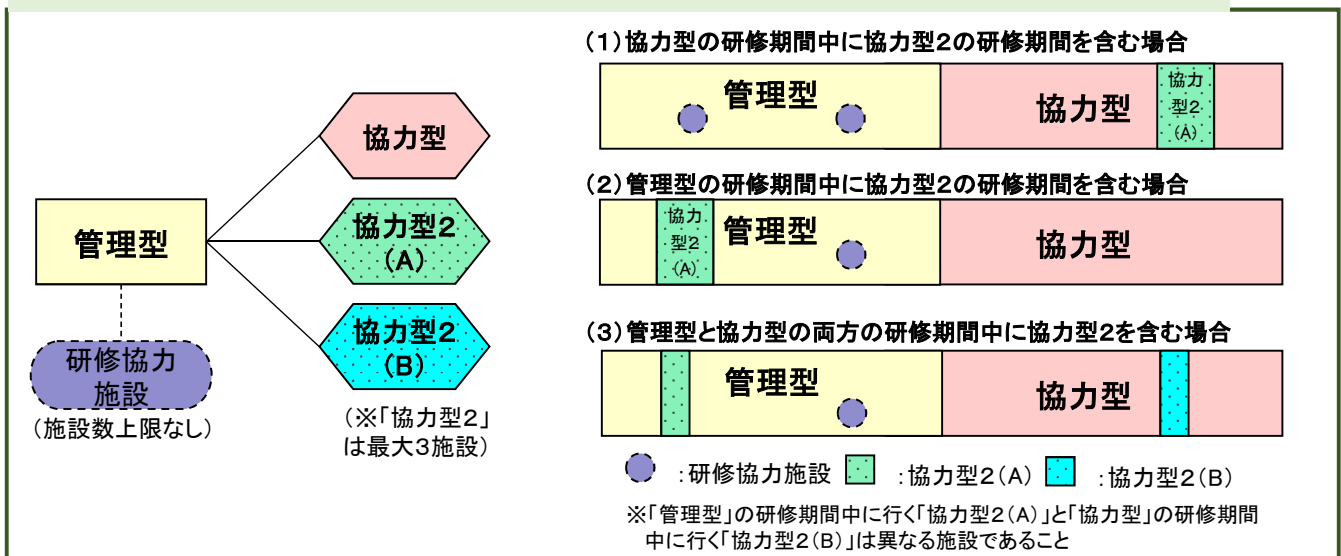 管理型
研修協力
施設
(施設数上限なし)
協力型
協力型2
(A)
協力型2
(B)
(※「協力型2」
は最大3施設)
(1)協力型の研修期間中に協力型2の研修期間を含む場合
管理型
協力型
協力
型2
(A)
(2)管理型の研修期間中に協力型2の研修期間を含む場合
協力
型2
(A)
管理型
協力型
(3)管理型と協力型の両方の研修期間中に協力型2を含む場合
管理型
協力型
:研修協力施設 :協力型2(A) :協力型2(B)
※「管理型」の研修期間中に行く「協力型2(A)」と「協力型」の研修期間
中に行く「協力型2(B)」は異なる施設であること